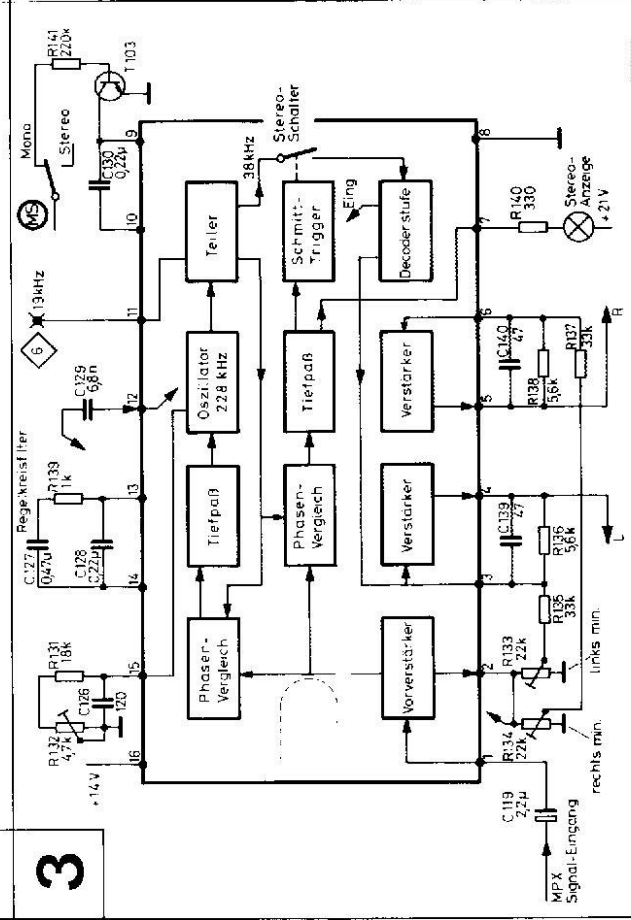 3
+14V
R132
4,7k
R131
18k
C126
120
Regelkreisfilter
C127
0,47µ
R139
1k
C128
0,22µ
C129
6,8n
6
19kHz
MS
Mono
Stereo
R141
220k
C130
0,22µ
T103
16
15
14
13
12
11
10
9
Phasen-
Vergleich
Tiefpaß
Oszillator
228 kHz
Teiler
38kHz
Stereo-
Schalter
Phasen-
Vergleich
Tiefpaß
Schmitt-
Trigger
Eing
Vorverstärker
Verstärker
Verstärker
Decoderstufe
1
2
3
4
5
6
7
8
MPX
Signal-Eingang
C119
2,2µ
R134
22k
rechts min.
R133
22k
Links min.
R135
33k
R136
5,6k
C139
47
L
C140
47
R138
5,6k
R137
33k
R
R140
330
Stereo-
Anzeige
+21V